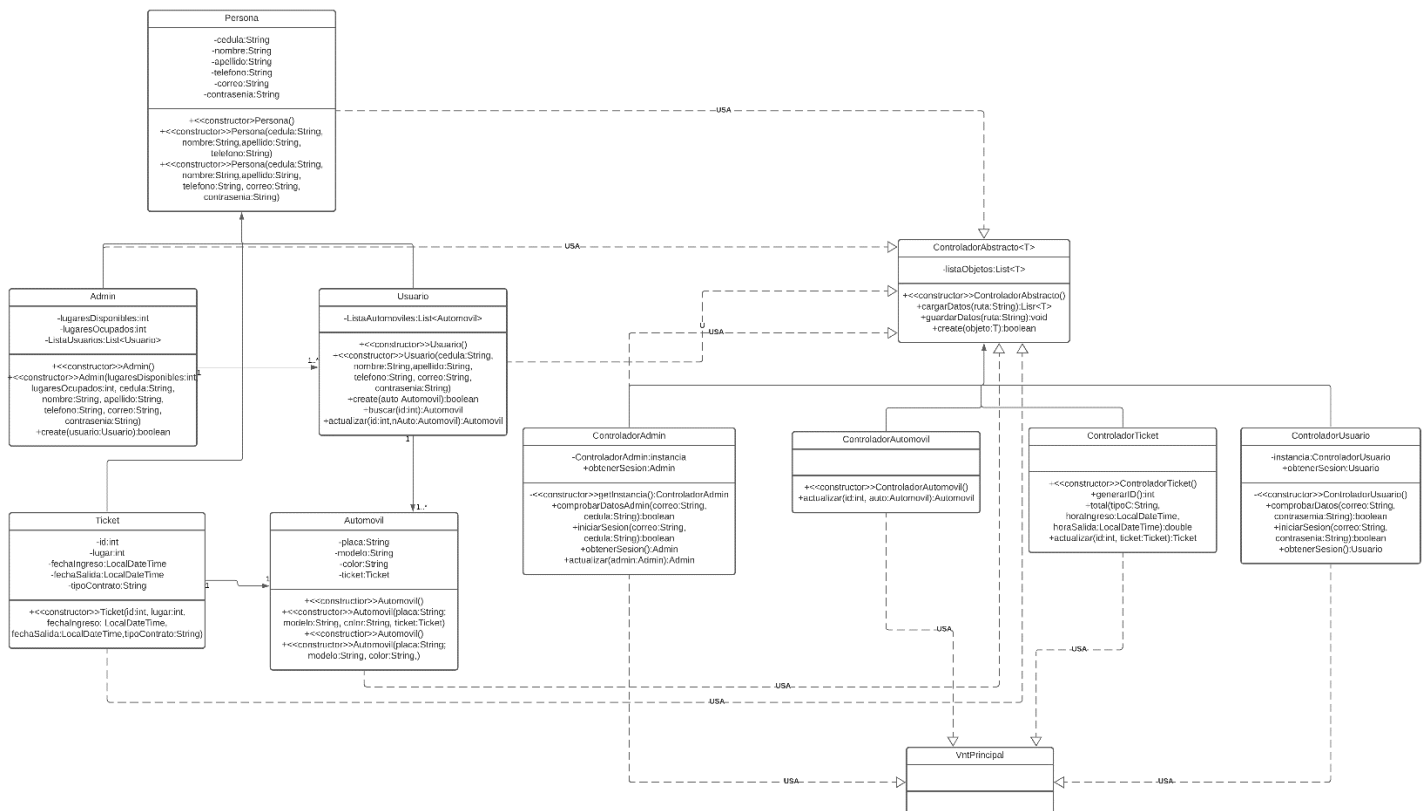 Persona
-cedula:String
-nombre:String
-apellido:String
-telefono:String
-correo:String
-contrasenia:String
+<<constructor>Persona()
+<<constructor>>Persona(cedula:String,
nombre:String,apellido:String,
telefono:String)
+<<constructor>>Persona(cedula:String,
nombre:String,apellido:String,
telefono:String, correo:String,
contrasenia:String)
USA
USA
ControladorAbstracto<T>
-listaObjetos:List<T>
+<<constructor>>ControladorAbstracto()
+cargarDatos(ruta:String):Lisr<T>
+guardarDatos(ruta:String):void
+create(objeto:T):boolean
Admin
-lugaresDisponibles:int
-lugaresOcupados:int
-ListaUsuarios:List<Usuario>
+<<constructor>>Admin()
+<<constructor>>Admin(lugaresDisponibles:int
lugaresOcupados:int, cedula:String,
nombre:String, apellido:String,
telefono:String, correo:String,
contrasenia:String)
+create(usuario:Usuario):boolean
1
1..*
Usuario
-ListaAutomoviles:List<Automovil>
+<<constructor>>Usuario()
+<<constructor>>Usuario(cedula:String,
nombre:String,apellido:String,
telefono:String, correo:String,
contrasenia:String)
+create(auto Automovil):boolean
+buscar(id:int):Automovil
+actualizar(id:int,nAuto:Automovil):Automovil
U
1
1..*
ControladorAdmin
-ControladorAdmin:instancia
+obtenerSesion:Admin
-<<constructor>>getInstancia():ControladorAdmin
+comprobarDatosAdmin(correo:String,
cedula:String):boolean
+iniciarSesion(correo:String,
cedula:String):boolean
+obtenerSesion():Admin
+actualizar(admin:Admin):Admin
ControladorAutomovil
+<<constructor>>ControladorAutomovil()
+actualizar(id:int, auto:Automovil):Automovil
ControladorTicket
+<<constructor>>ControladorTicket()
+generarID():int
+total(tipoC:String,
horaIngreso:LocalDateTime,
horaSalida:LocalDateTime):double
+actualizar(id:int, ticket:Ticket):Ticket
ControladorUsuario
-instancia:ControladorUsuario
+obtenerSesion:Usuario
-<<constructor>>ControladorUsuario()
+comprobarDatos(correo:String,
contrasenia:String):boolean
+iniciarSesion(correo:String,
contrasenia:String):boolean
+obtenerSesion():Usuario
Ticket
-id:int
-lugar:int
-fechaIngreso:LocalDateTime
-fechaSalida:LocalDateTime
-tipoContrato:String
+<<constructor>>Ticket(id:int, lugar:int,
fechaIngreso: LocalDateTime,
fechaSalida:LocalDateTime,tipoContrato:String)
1
1
Automovil
-placa:String
-modelo:String
-color:String
-ticket:Ticket
+<<constructior>>Automovil()
+<<constructor>>Automovil(placa:String;
modelo:String, color:String, ticket:Ticket)
+<<constructior>>Automovil()
+<<constructor>>Automovil(placa:String;
modelo:String, color:String,)
USA
USA
USA
USA
VntPrincipal
USA
USA